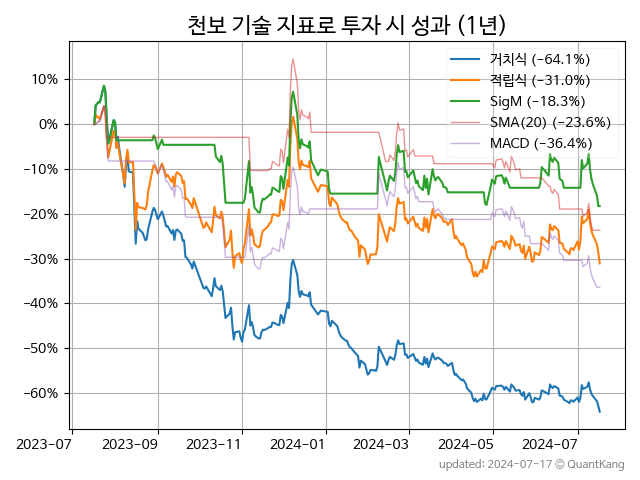 천보 기술 지표로 투자 시 성과 (1년)
거치식 (−64.1%)
적립식 (−31.0%)
SigM (−18.3%)
SMA(20) (−23.6%)
MACD (−36.4%)
10%
0%
−10%
−20%
−30%
−40%
−50%
−60%
2023−07 2023−09 2023−11 2024−01 2024−03 2024−05 2024−07
updated: 2024-07-17 © QuantKang